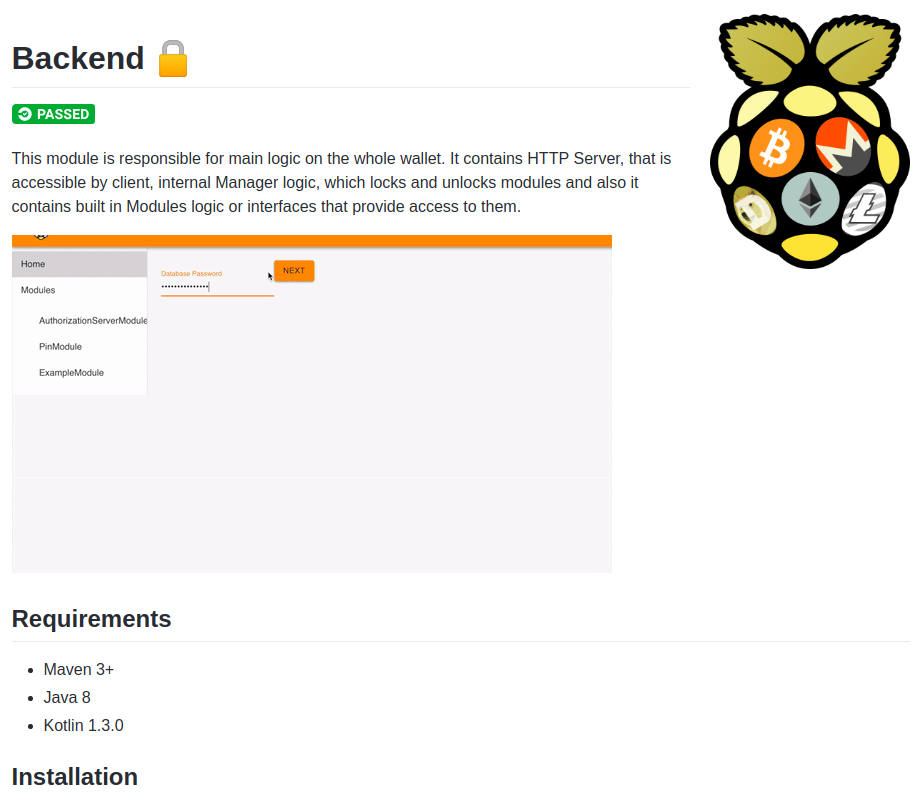 Backend
PASSED
This module is responsible for main logic on the whole wallet. It contains HTTP Server, that is
accessible by client, internal Manager logic, which locks and unlocks modules and also it
contains built in Modules logic or interfaces that provide access to them.
Home
Modules
AuthorizationServerModule
PinModule
ExampleModule
Database Password
NEXT
Requirements
Maven 3+
Java 8
Kotlin 1.3.0
Installation